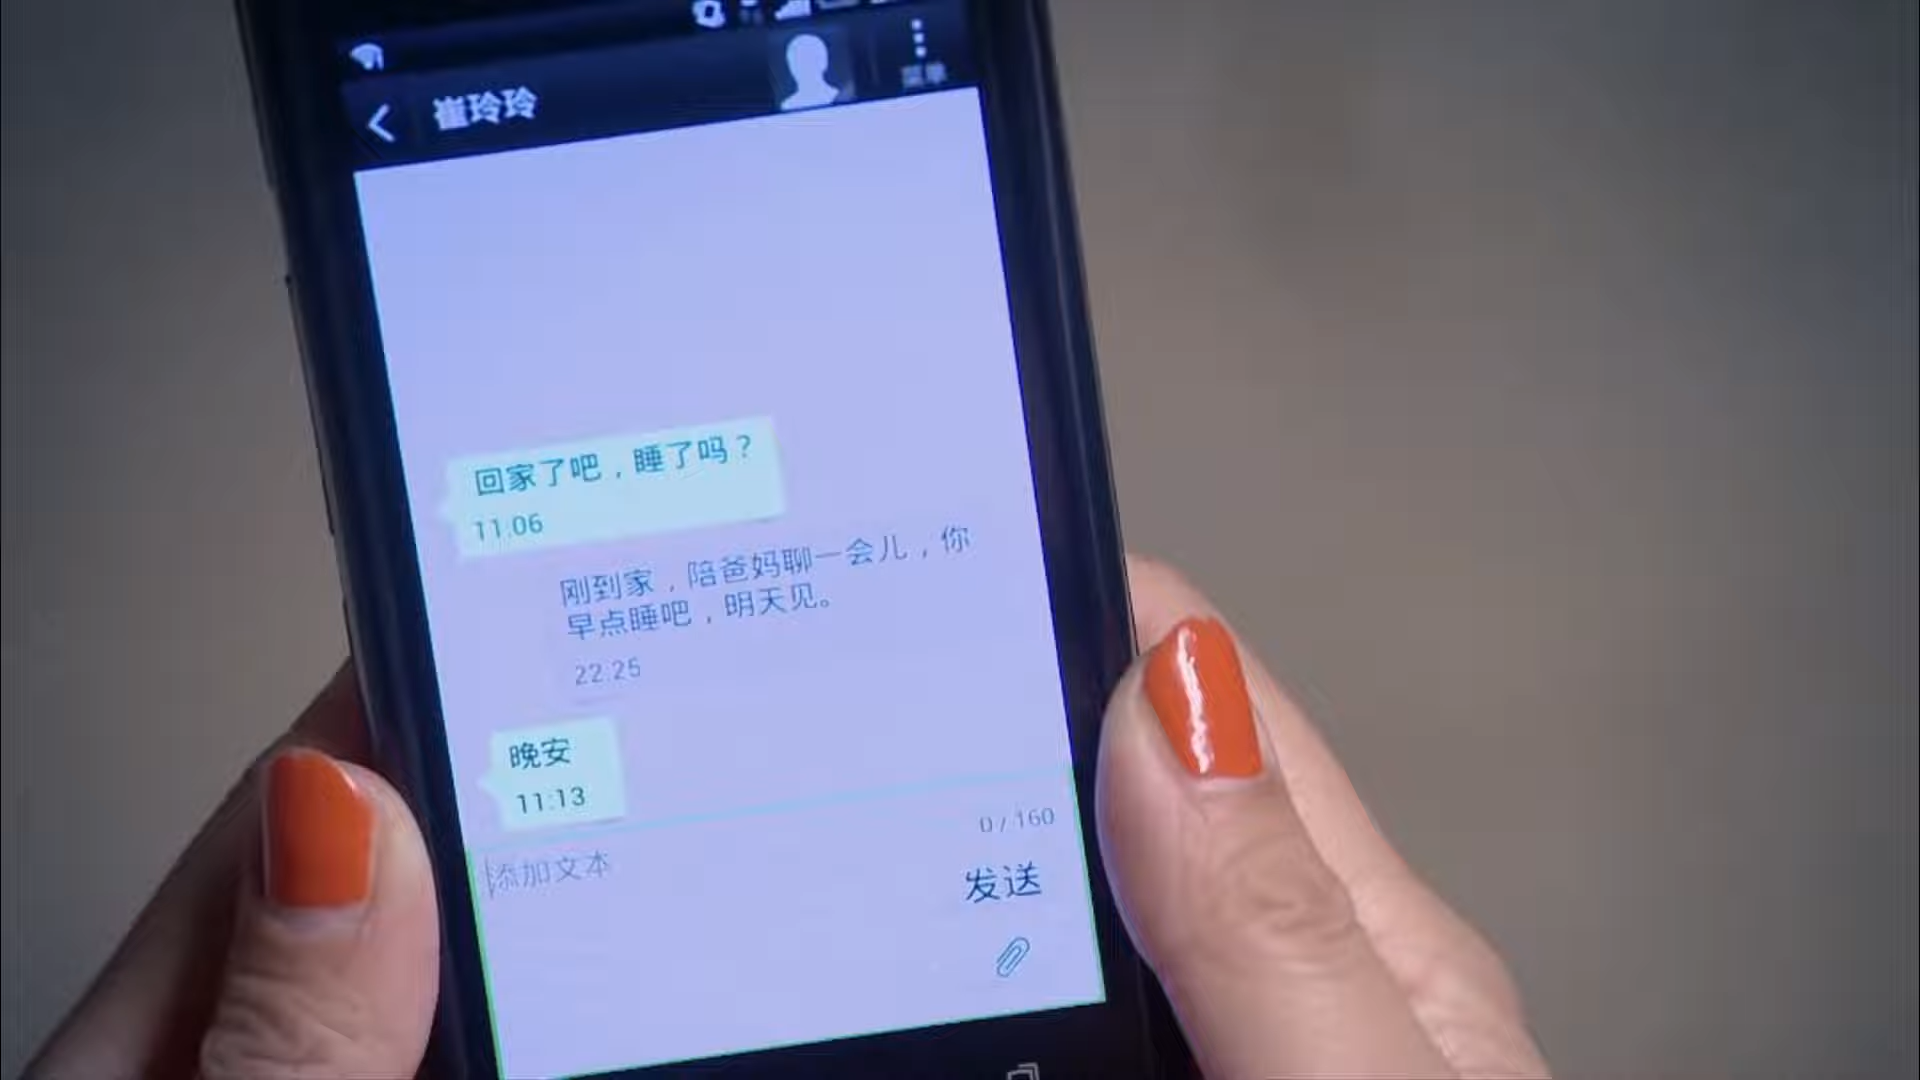 崔玲玲
菜单
回家了吧，睡了吗？
11:06
刚到家，陪爸妈聊一会儿，你
早点睡吧，明天见。
22:25
晚安
11:13
0/160
添加文本
发送